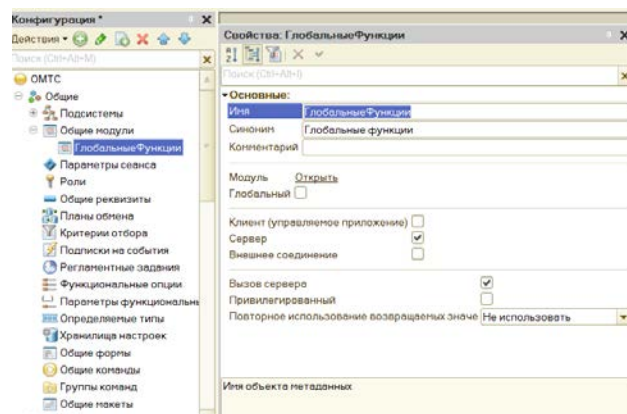 Конфигурация *
Действия
Поиск (Ctrl+Alt+M)
ОМТС
Общие
Подсистемы
Общие модули
ГлобальныеФункции
Параметры сеанса
Роли
Общие реквизиты
Планы обмена
Критерии отбора
Подписки на события
Регламентные задания
Функциональные опции
Параметры функциональн
Определяемые типы
Хранилища настроек
Общие формы
Общие команды
Группы команд
Общие макеты
Свойства: ГлобальныеФункции
Поиск (Ctrl+Alt+I)
Основные:
Имя ГлобальныеФункции
Синоним Глобальные функции
Комментарий
Модуль Открыть
Глобальный
Клиент (управляемое приложение)
Сервер
Внешнее соединение
Вызов сервера
Привилегированный
Повторное использование возвращаемых значе Не использовать
Имя объекта метаданных